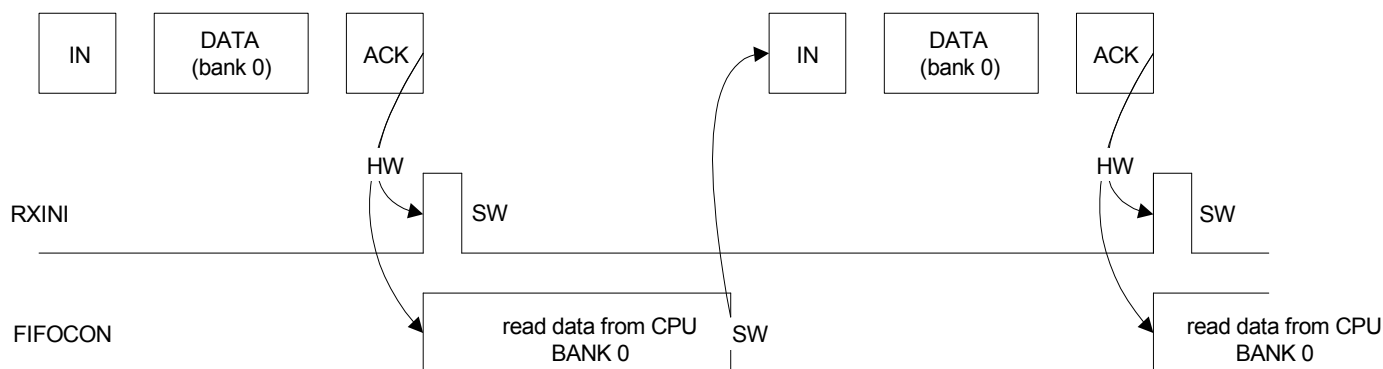 IN
DATA
(bank 0)
ACK
IN
DATA
(bank 0)
ACK
HW
HW
RXINI
SW
SW
FIFOCON
read data from CPU
BANK 0
SW
read data from CPU
BANK 0